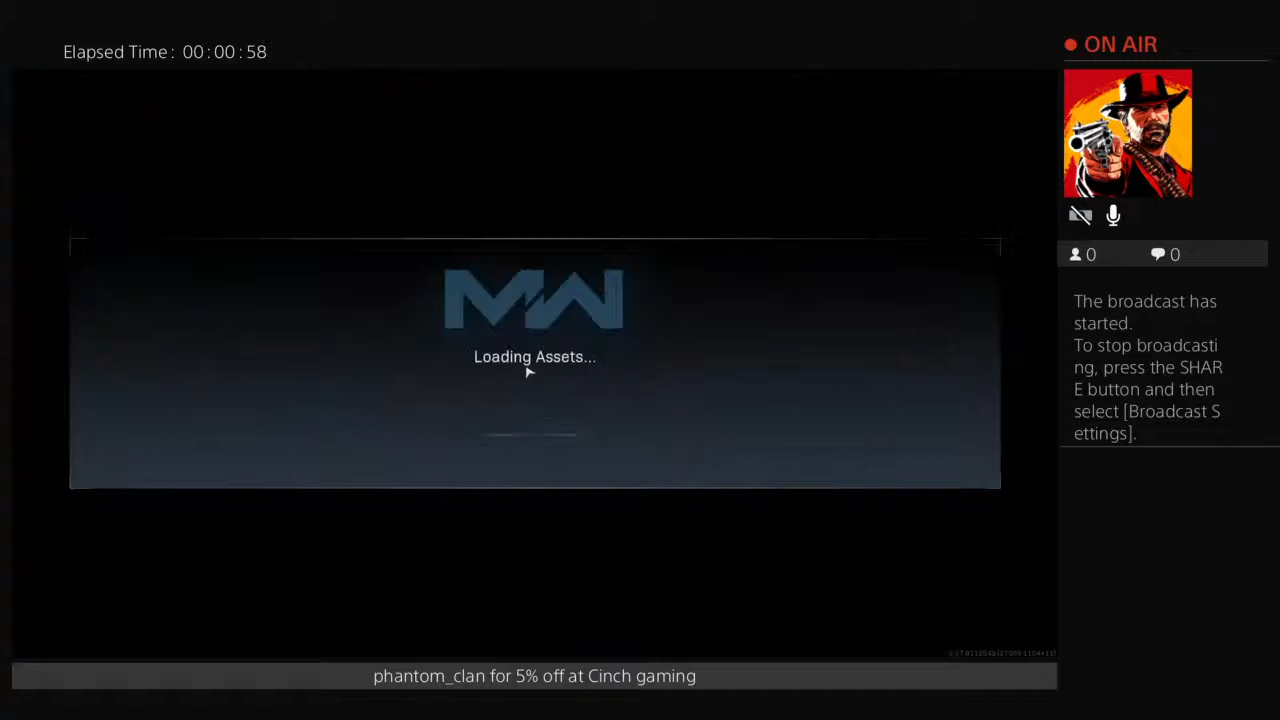 Elapsed Time: 00:00:58
ON AIR
0
0
The broadcast has
started.
To stop broadcasti
ng, press the SHAR
E button and then
select [Broadcast S
ettings].
MW
Loading Assets...
phantom_clan for 5% off at Cinch gaming